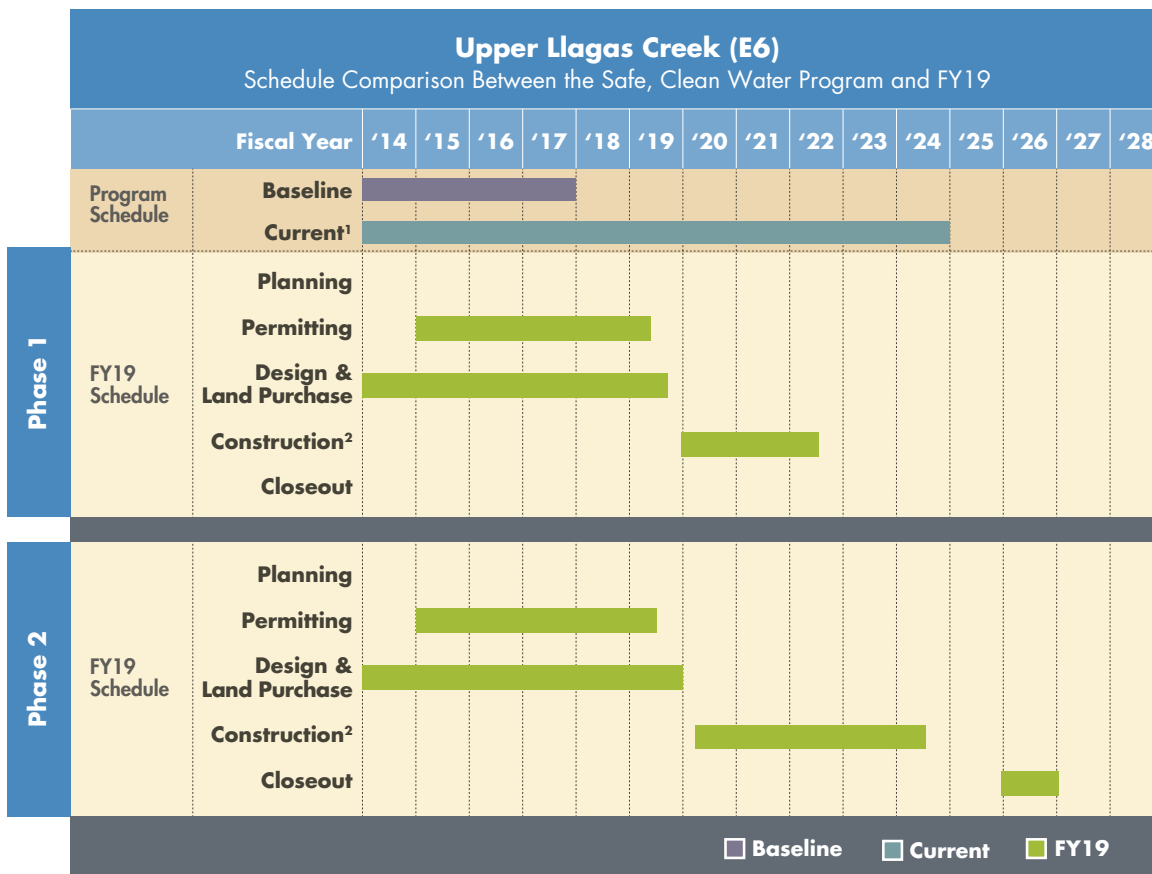 Upper Llagas Creek (E6)
Schedule Comparison Between the Safe, Clean Water Program and FY19
Fiscal Year ‘14 ‘15 ‘16 ‘17 ‘18 ‘19 ‘20 ‘21 ‘22 ‘23 ‘24 ‘25 ‘26 ‘27 ‘28
Program
Schedule
Baseline
Current¹
Phase 1
FY19
Schedule
Planning
Permitting
Design &
Land Purchase
Construction²
Closeout
Phase 2
FY19
Schedule
Planning
Permitting
Design &
Land Purchase
Construction²
Closeout
Baseline Current FY19